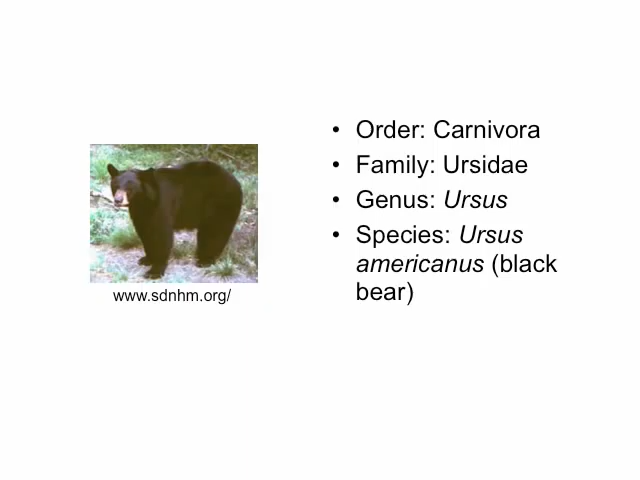 • Order: Carnivora
• Family: Ursidae
• Genus: Ursus
• Species: Ursus
americanus (black
bear)
www.sdnhm.org/